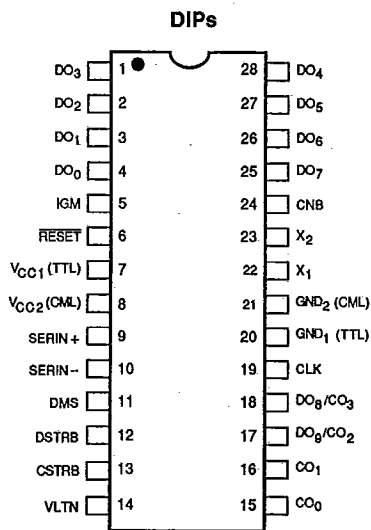 DIPs
DO3 1 28 DO4
DO2 2 27 DO5
DO1 3 26 DO6
DO0 4 25 DO7
IGM 5 24 CNB
RESET 6 23 X2
VCC1 (TTL) 7 22 X1
VCC2 (CML) 8 21 GND2 (CML)
SERIN+ 9 20 GND1 (TTL)
SERIN– 10 19 CLK
DMS 11 18 DO8/CO3
DSTRB 12 17 DO9/CO2
CSTRB 13 16 CO1
VLTN 14 15 CO0